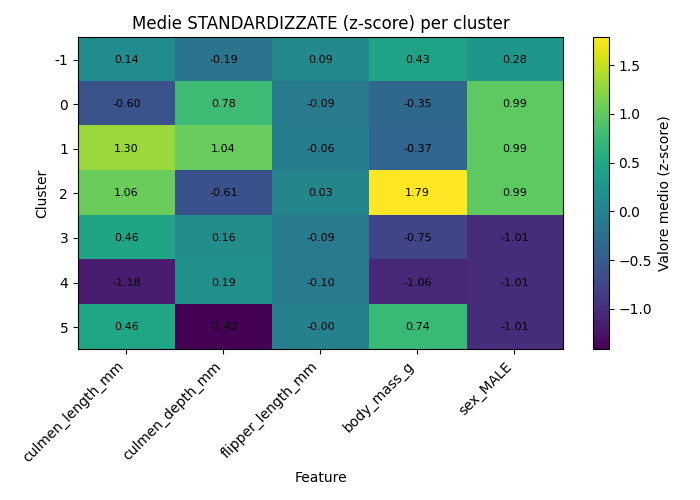 Medie STANDARDIZZATE (z-score) per cluster
-1 0.14 -0.19 0.09 0.43 0.28
0 -0.60 0.78 -0.09 -0.35 0.99
1 1.30 1.04 -0.06 -0.37 0.99
2 1.06 -0.61 0.03 1.79 0.99
3 0.46 0.16 -0.09 -0.75 -1.01
4 -1.18 0.19 -0.10 -1.06 -1.01
5 0.46 -1.42 -0.00 0.74 -1.01
Cluster
culmen_length_mm
culmen_depth_mm
flipper_length_mm
body_mass_g
sex_MALE
Feature
1.5
1.0
0.5
0.0
−0.5
−1.0
Valore medio (z-score)